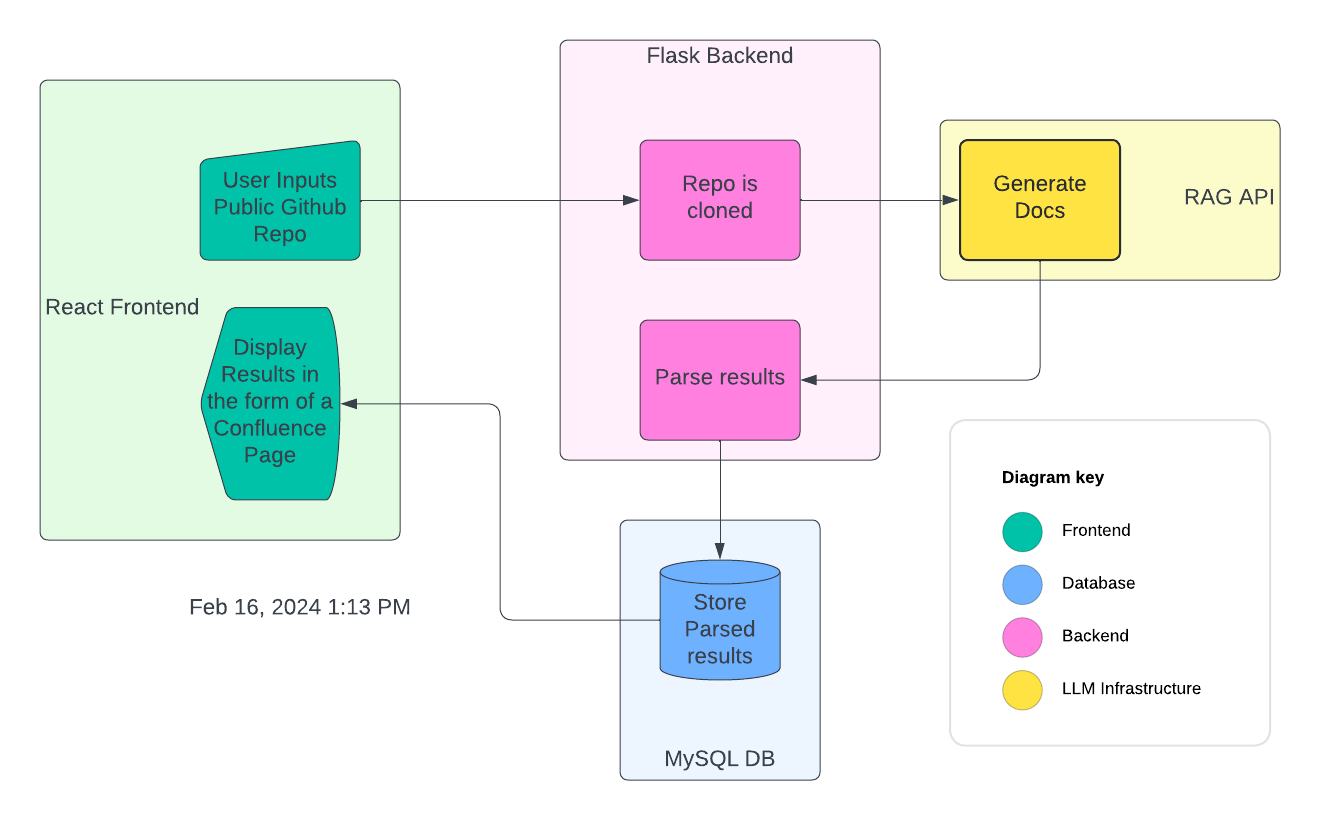 Flask Backend
User Inputs
Public Github
Repo
Repo is
cloned
Generate
Docs
RAG API
React Frontend
Display
Results in
the form of a
Confluence
Page
Parse results
Diagram key
Frontend
Database
Backend
LLM Infrastructure
Feb 16, 2024 1:13 PM
Store
Parsed
results
MySQL DB